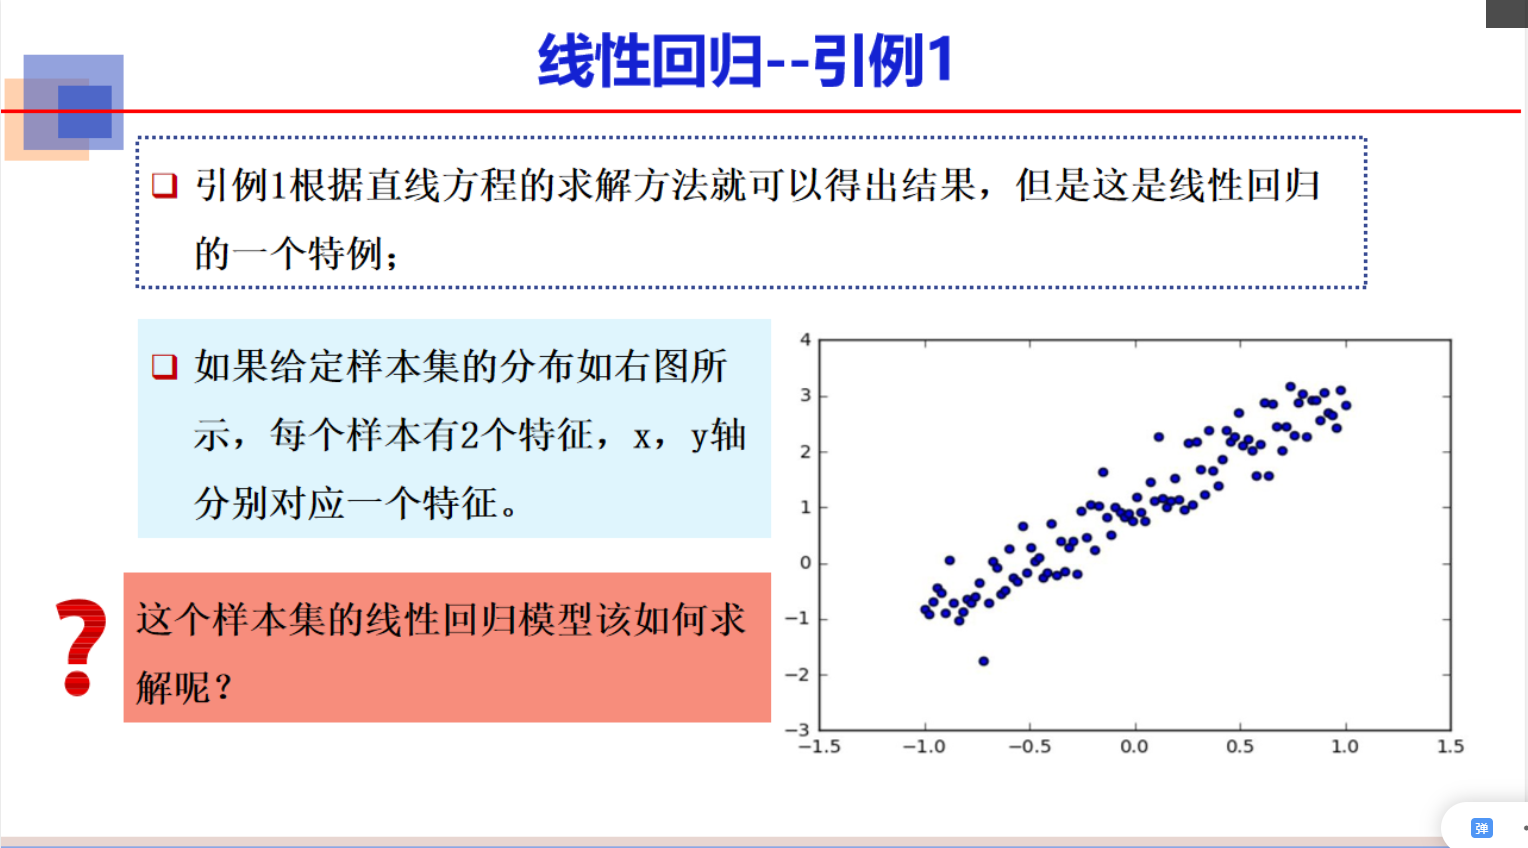 线性回归--引例1
❑ 引例1根据直线方程的求解方法就可以得出结果，但是这是线性回归
的一个特例；
❑ 如果给定样本集的分布如右图所
示，每个样本有2个特征，x，y轴
分别对应一个特征。
?
这个样本集的线性回归模型该如何求
解呢？
4
3
2
1
0
−1
−2
−3
−1.5 −1.0 −0.5 0.0 0.5 1.0 1.5
弹